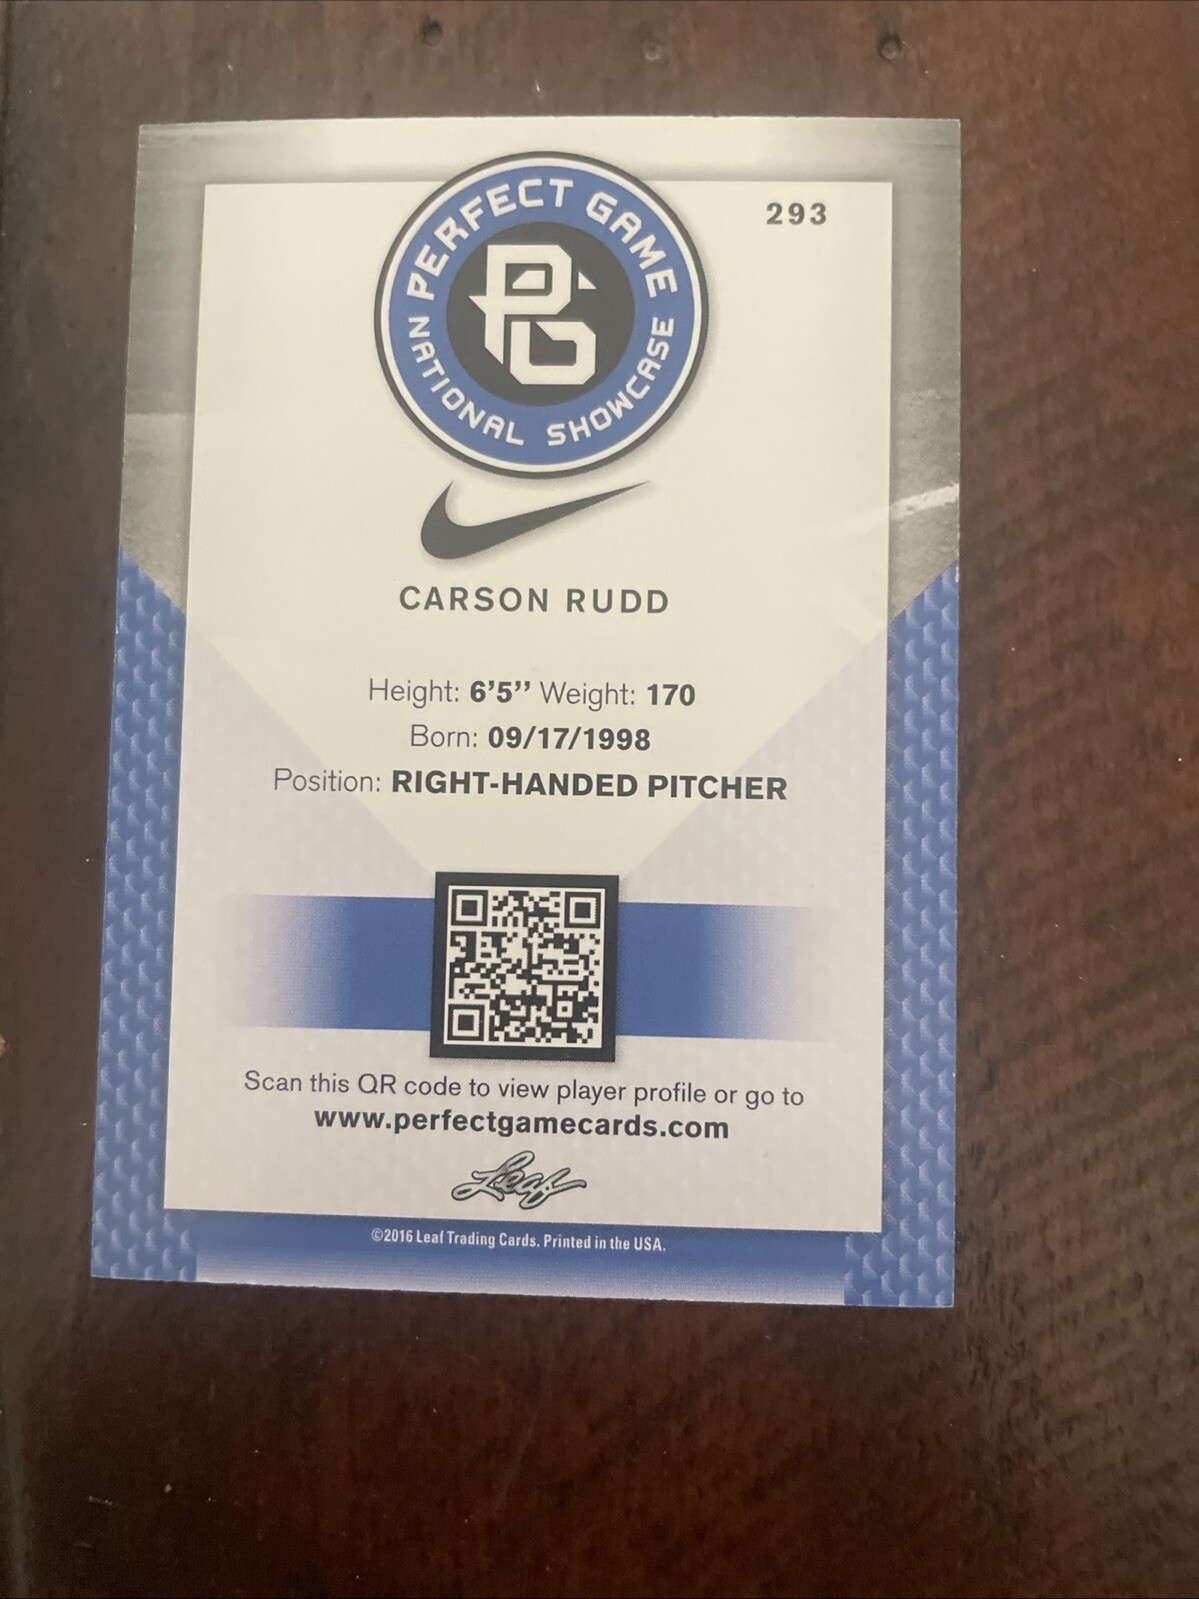 293
PERFECT GAME
PG
NATIONAL SHOWCASE
CARSON RUDD
Height: 6'5'' Weight: 170
Born: 09/17/1998
Position: RIGHT-HANDED PITCHER
Scan this QR code to view player profile or go to
www.perfectgamecards.com
Leaf
©2016 Leaf Trading Cards. Printed in the USA.